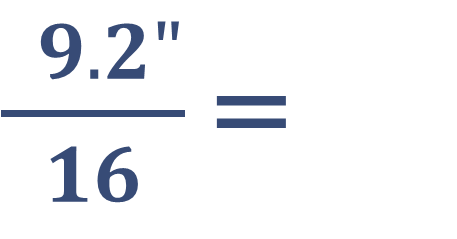 9.2"
16 =